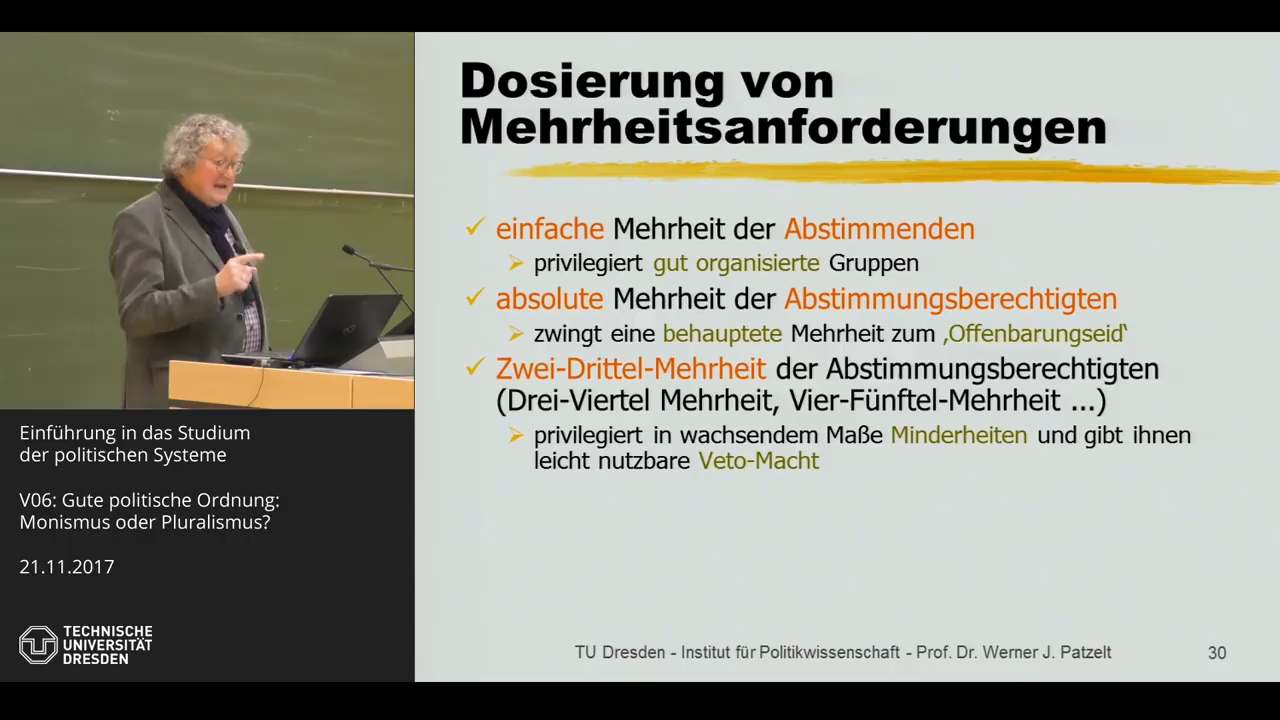 Dosierung von
Mehrheitsanforderungen
einfache Mehrheit der Abstimmenden
privilegiert gut organisierte Gruppen
absolute Mehrheit der Abstimmungsberechtigten
zwingt eine behauptete Mehrheit zum ‚Offenbarungseid‘
Zwei-Drittel-Mehrheit der Abstimmungsberechtigten
(Drei-Viertel Mehrheit, Vier-Fünftel-Mehrheit ...)
privilegiert in wachsendem Maße Minderheiten und gibt ihnen
leicht nutzbare Veto-Macht
TU Dresden - Institut für Politikwissenschaft - Prof. Dr. Werner J. Patzelt
30
Einführung in das Studium
der politischen Systeme
V06: Gute politische Ordnung:
Monismus oder Pluralismus?
21.11.2017
TECHNISCHE
UNIVERSITÄT
DRESDEN